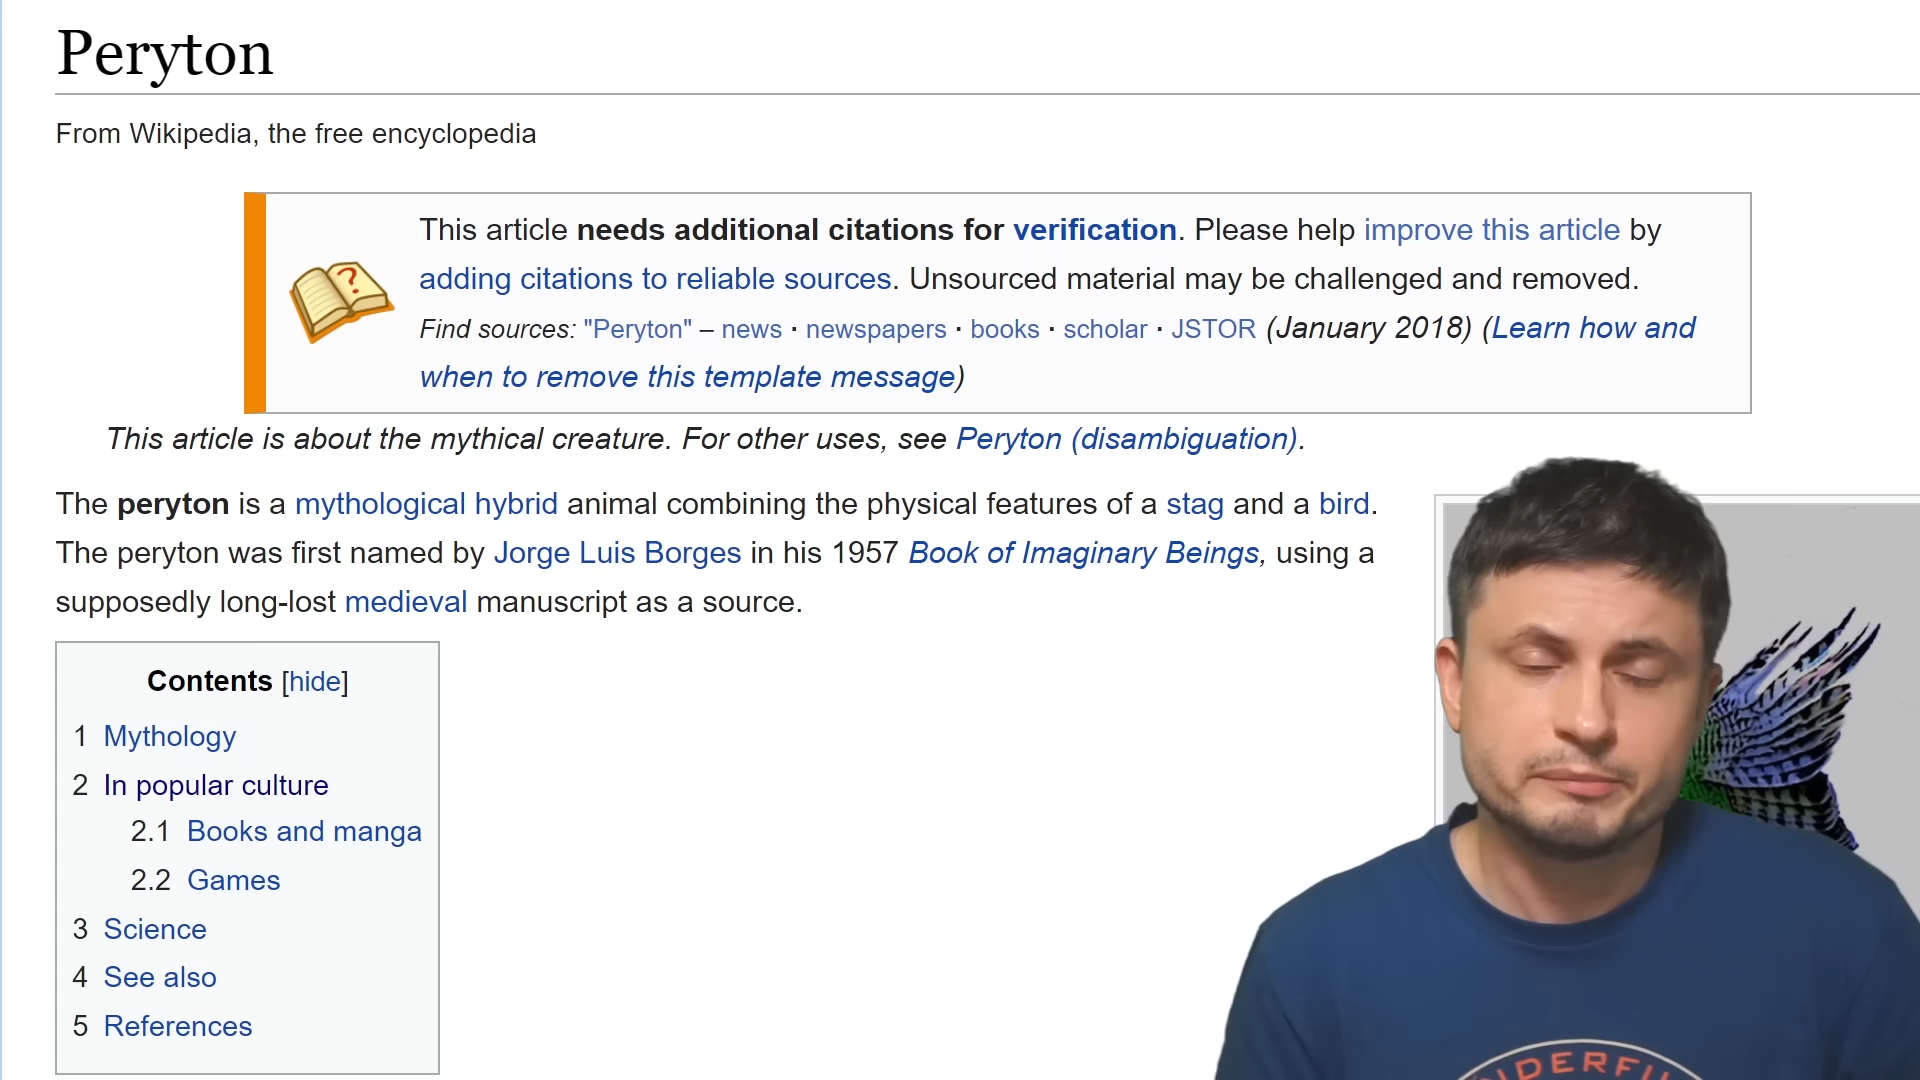 Peryton
From Wikipedia, the free encyclopedia
This article needs additional citations for verification. Please help improve this article by
adding citations to reliable sources. Unsourced material may be challenged and removed.
Find sources: "Peryton" – news · newspapers · books · scholar · JSTOR (January 2018) (Learn how and
when to remove this template message)
This article is about the mythical creature. For other uses, see Peryton (disambiguation).
The peryton is a mythological hybrid animal combining the physical features of a stag and a bird.
The peryton was first named by Jorge Luis Borges in his 1957 Book of Imaginary Beings, using a
supposedly long-lost medieval manuscript as a source.
Contents [hide]
1 Mythology
2 In popular culture
2.1 Books and manga
2.2 Games
3 Science
4 See also
5 References